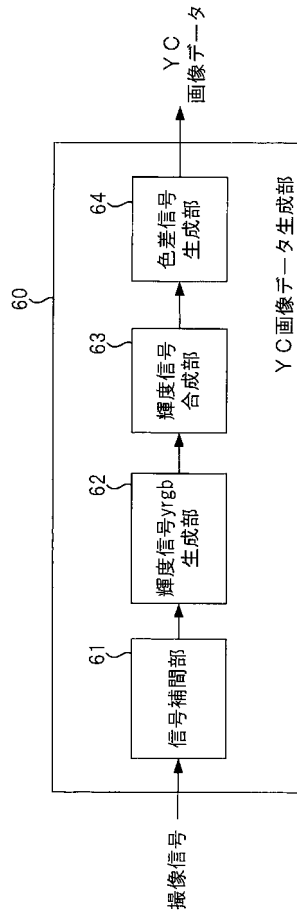 60
撮像信号
61
信号補間部
62
輝度信号yrgb
生成部
63
輝度信号
合成部
64
色差信号
生成部
YC
画像データ
YC画像データ生成部